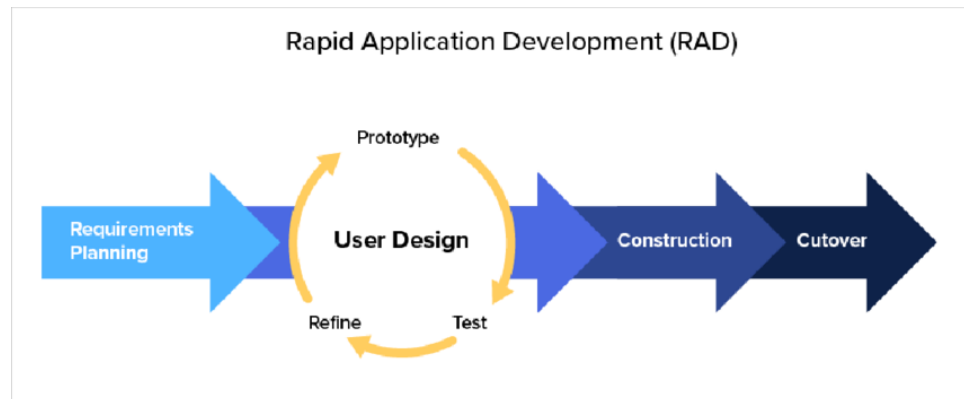 Rapid Application Development (RAD)
Prototype
Requirements
Planning
User Design
Construction
Cutover
Refine
Test